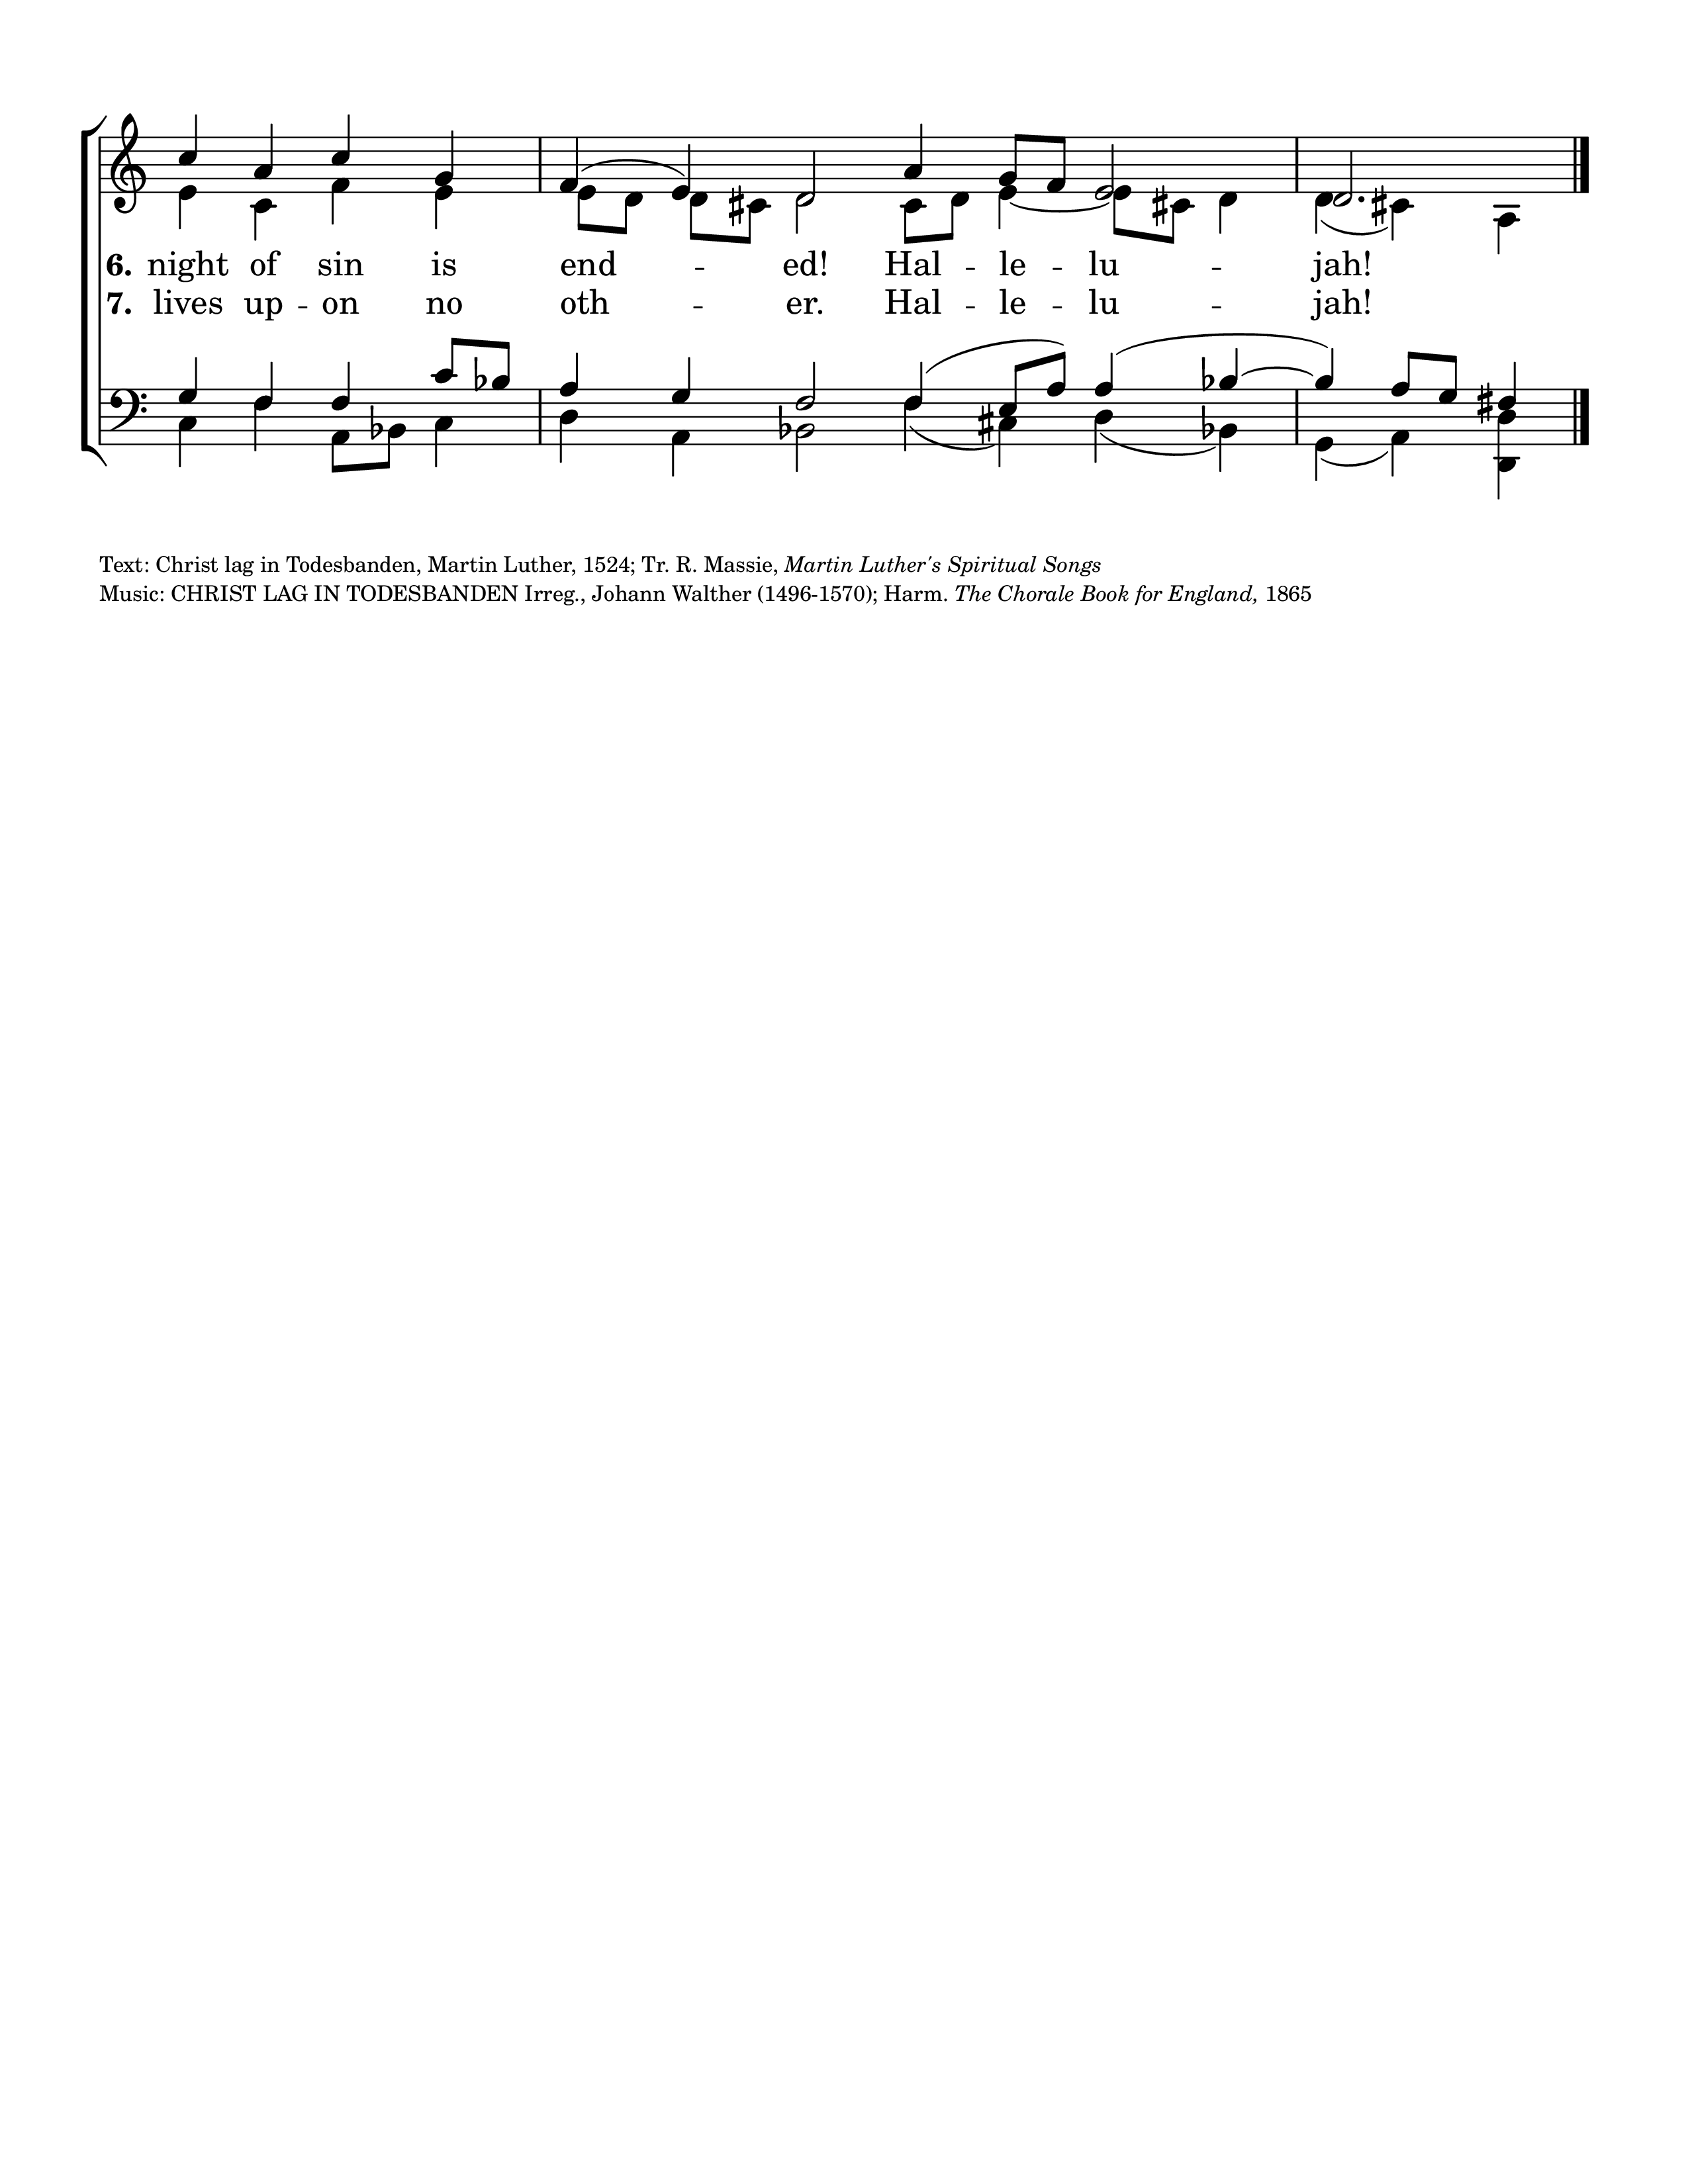 6. night of sin is end -- ed! Hal -- le -- lu -- jah!
7. lives up -- on no oth -- er. Hal -- le -- lu -- jah!
Text: Christ lag in Todesbanden, Martin Luther, 1524; Tr. R. Massie, Martin Luther's Spiritual Songs
Music: CHRIST LAG IN TODESBANDEN Irreg., Johann Walther (1496-1570); Harm. The Chorale Book for England, 1865